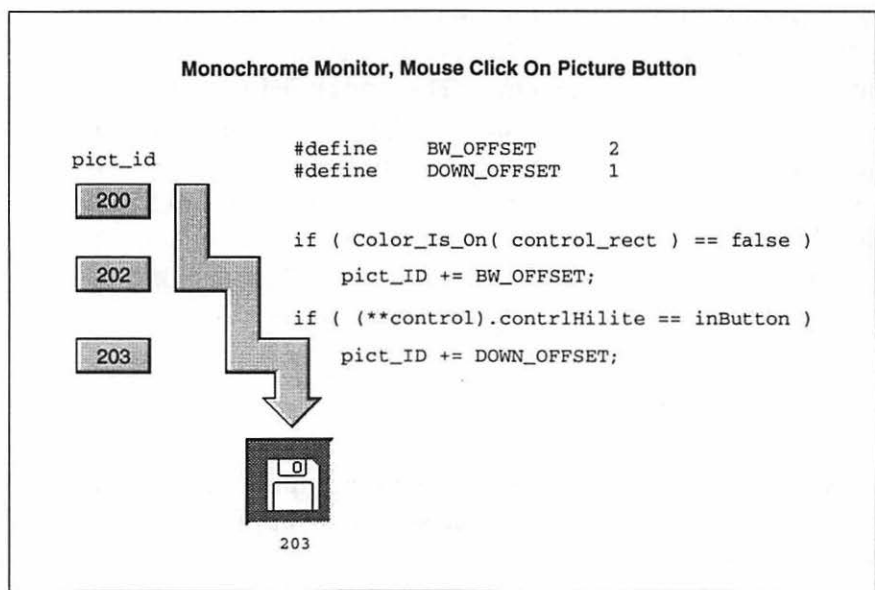 Monochrome Monitor, Mouse Click On Picture Button
pict_id
#define BW_OFFSET 2
#define DOWN_OFFSET 1
200
if ( Color_Is_On( control_rect ) == false )
202
pict_ID += BW_OFFSET;
if ( (**control).contrlHilite == inButton )
203
pict_ID += DOWN_OFFSET;
203